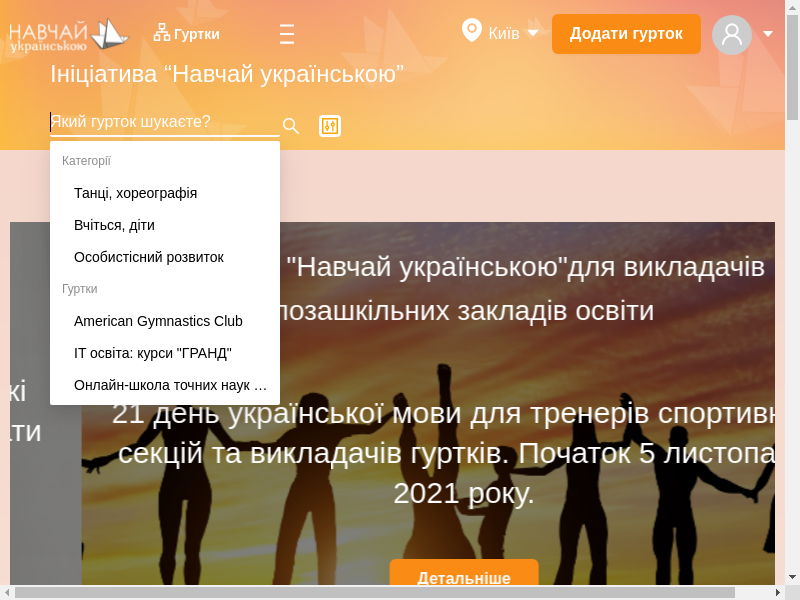 НАВЧАЙ
українською
Гуртки
Київ
Додати гурток
Ініціатива “Навчай українською”
Який гурток шукаєте?
Категорії
Танці, хореографія
Вчіться, діти
Особистісний розвиток
Гуртки
American Gymnastics Club
IT освіта: курси "ГРАНД"
Онлайн-школа точних наук …
"Навчай українською"для викладачів
позашкільних закладів освіти
21 день української мови для тренерів спортивн
секцій та викладачів гуртків. Початок 5 листопа
2021 року.
Детальніше